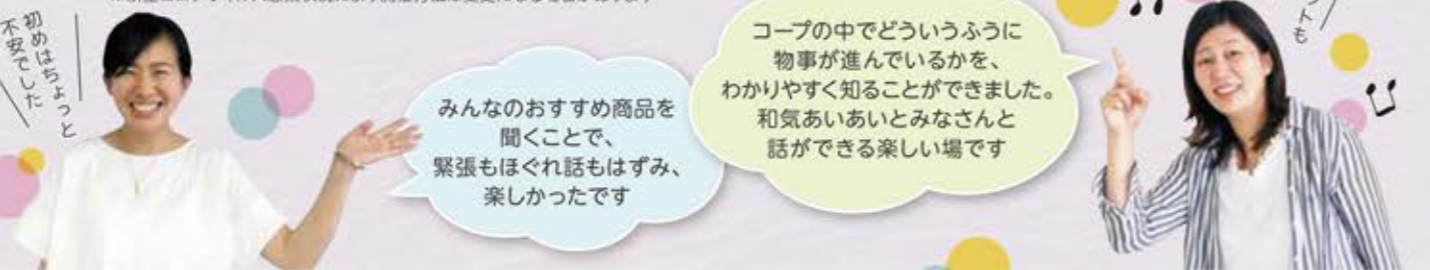 初めはちょっと
不安でした
みんなのおすすめ商品を
聞くことで、
緊張もほぐれ話もはずみ、
楽しかったです
コープの中でどういうふうに
物事が進んでいるかを、
わかりやすく知ることができました。
和気あいあいとみなさんと
話ができる楽しい場です
トも